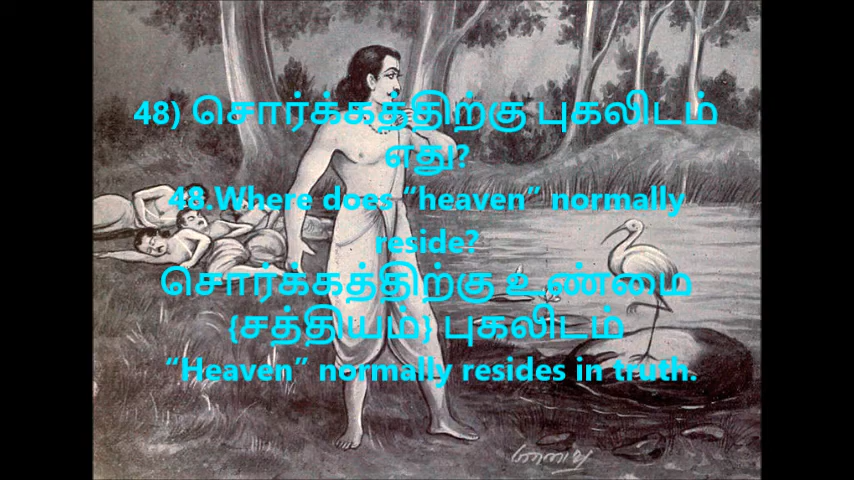 48) சொர்க்கத்திற்கு புகலிடம்
எது?
48.Where does “heaven” normally
reside?
சொர்க்கத்திற்கு உண்மை
{சத்தியம்} புகலிடம்
“Heaven” normally resides in truth.